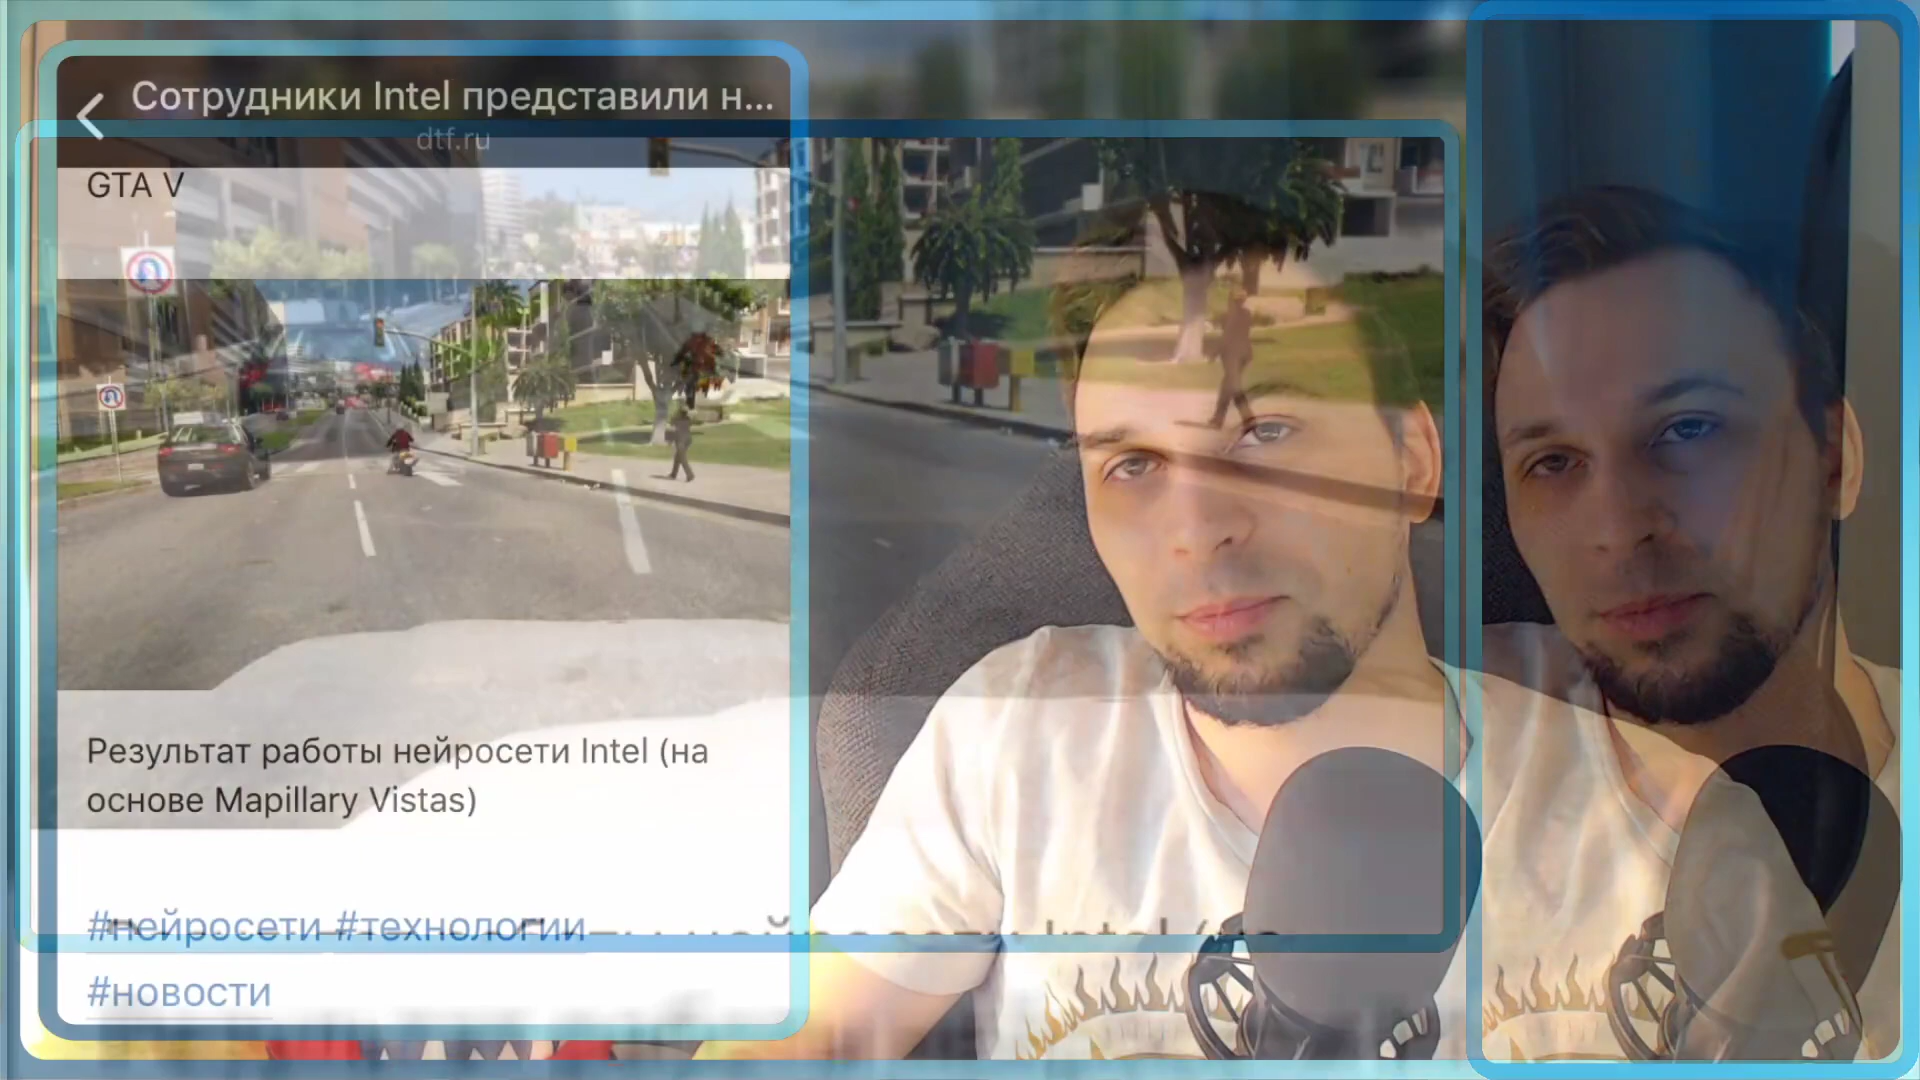 Сотрудники Intel представили н...
dtf.ru
GTA V
Результат работы нейросети Intel (на
основе Mapillary Vistas)
#нейросети #технологии
#новости